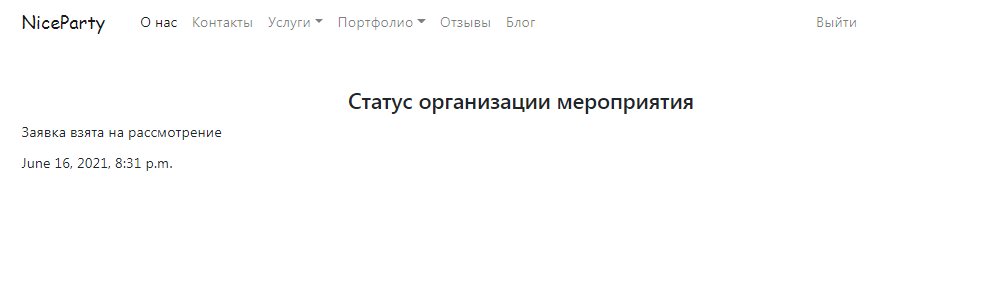 NiceParty О нас Контакты Услуги Портфолио Отзывы Блог Выйти
Статус организации мероприятия
Заявка взята на рассмотрение
June 16, 2021, 8:31 p.m.